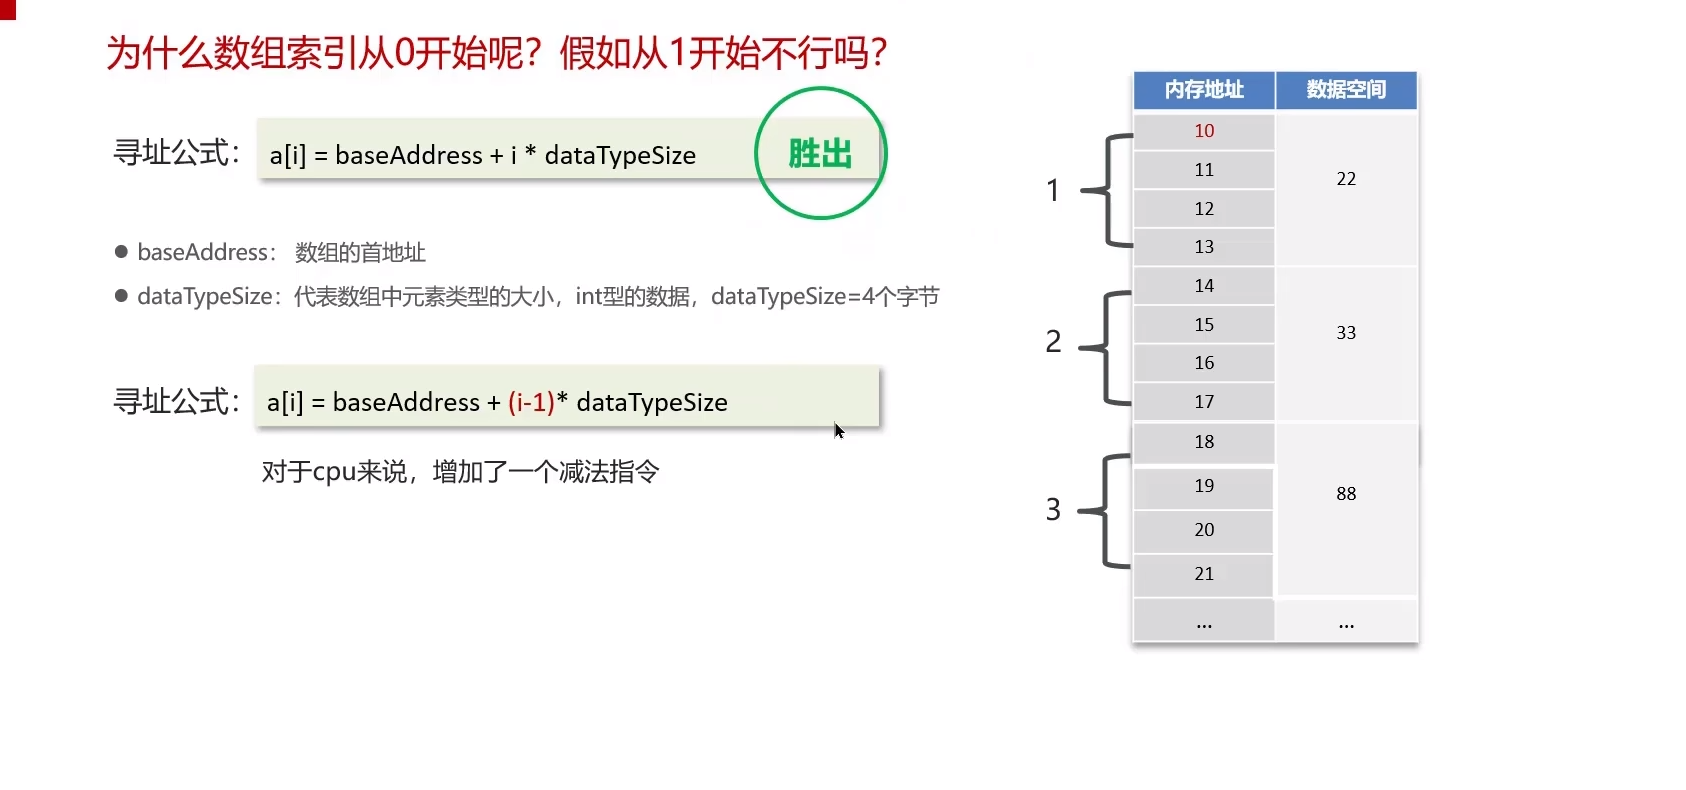 为什么数组索引从0开始呢？假如从1开始不行吗？
寻址公式：
a[i] = baseAddress + i * dataTypeSize
胜出
● baseAddress： 数组的首地址
● dataTypeSize：代表数组中元素类型的大小，int型的数据，dataTypeSize=4个字节
寻址公式：
a[i] = baseAddress + (i-1)* dataTypeSize
对于cpu来说，增加了一个减法指令
内存地址 数据空间
1
10
11
12
13
22
2
14
15
16
17
33
3
18
19
20
21
88
... ...